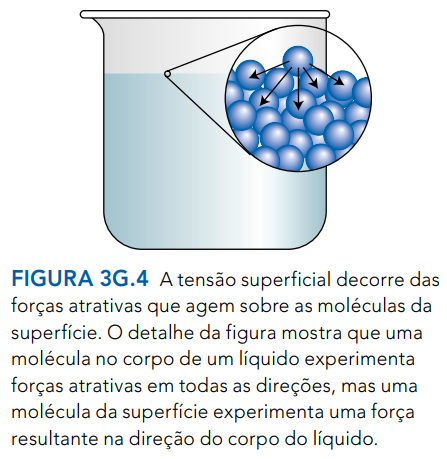 FIGURA 3G.4 A tensão superficial decorre das
forças atrativas que agem sobre as moléculas da
superfície. O detalhe da figura mostra que uma
molécula no corpo de um líquido experimenta
forças atrativas em todas as direções, mas uma
molécula da superfície experimenta uma força
resultante na direção do corpo do líquido.